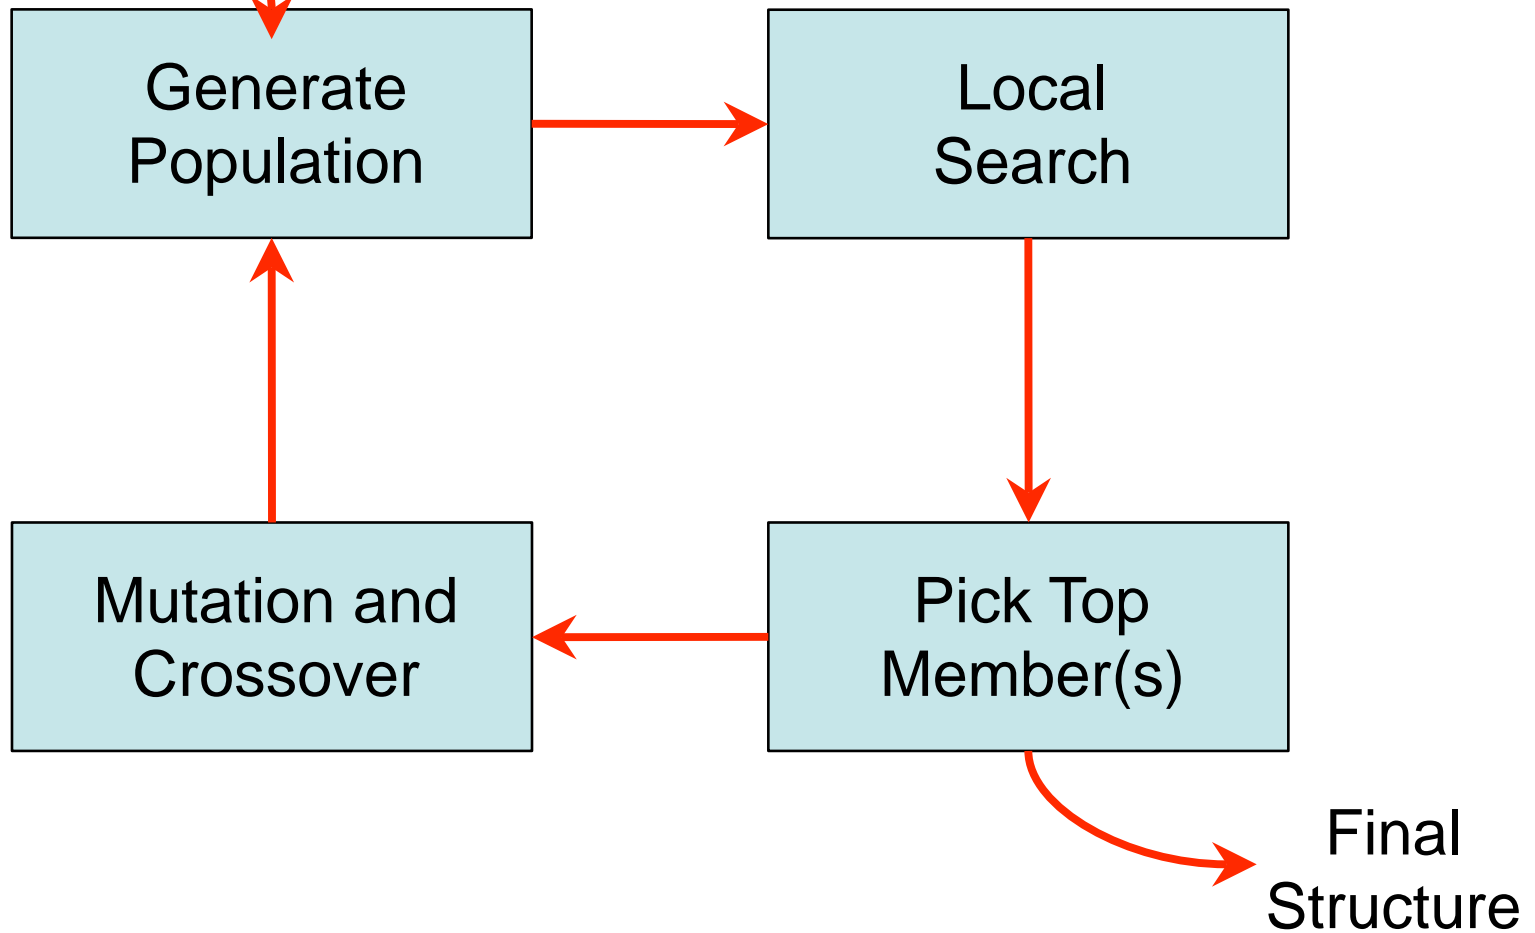 Generate
Population
Local
Search
Mutation and
Crossover
Pick Top
Member(s)
Final
Structure